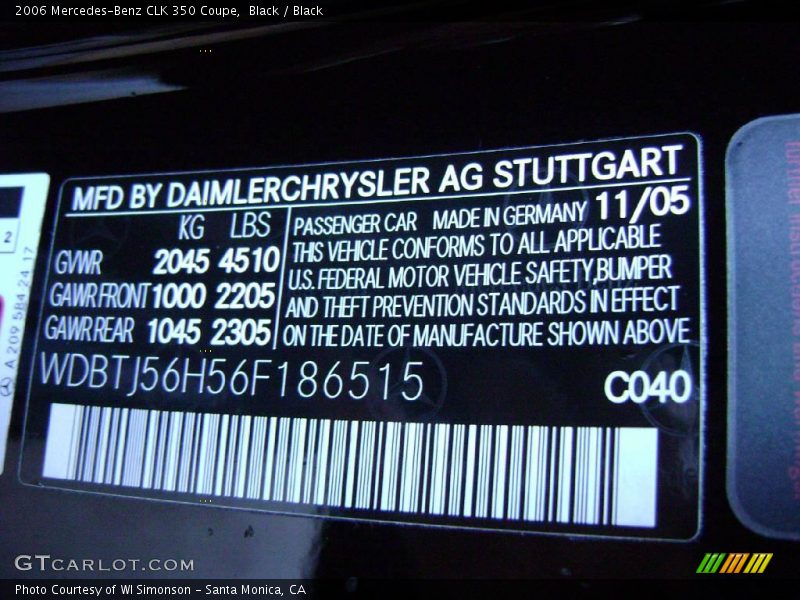 2006 Mercedes-Benz CLK 350 Coupe,  Black / Black
MFD BY DAIMLERCHRYSLER AG STUTTGART
KG LBS
GVWR 2045 4510
GAWR FRONT 1000 2205
GAWR REAR 1045 2305
PASSENGER CAR MADE IN GERMANY 11/05
THIS VEHICLE CONFORMS TO ALL APPLICABLE
U.S. FEDERAL MOTOR VEHICLE SAFETY,BUMPER
AND THEFT PREVENTION STANDARDS IN EFFECT
ON THE DATE OF MANUFACTURE SHOWN ABOVE
WDBTJ56H56F186515
C040
2
A 209 584 24 17
GTCARLOT.COM
Photo Courtesy of WI Simonson - Santa Monica, CA